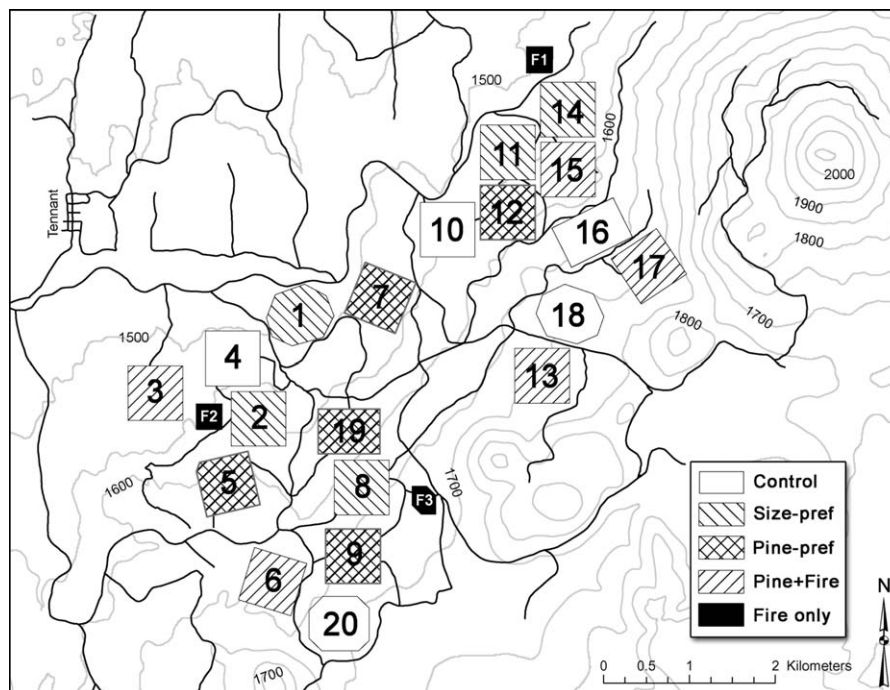 F1
1500
14
1600
11
15
2000
Tennant
12
1900
10
16
1800
17
7
1
18
1700
1500
1800
4
3
13
F2
2
19
1700
5
8
1600
F3
Control
Size-pref
9
Pine-pref
6
Pine+Fire
N
20
Fire only
1700
0 0.5 1 2 Kilometers